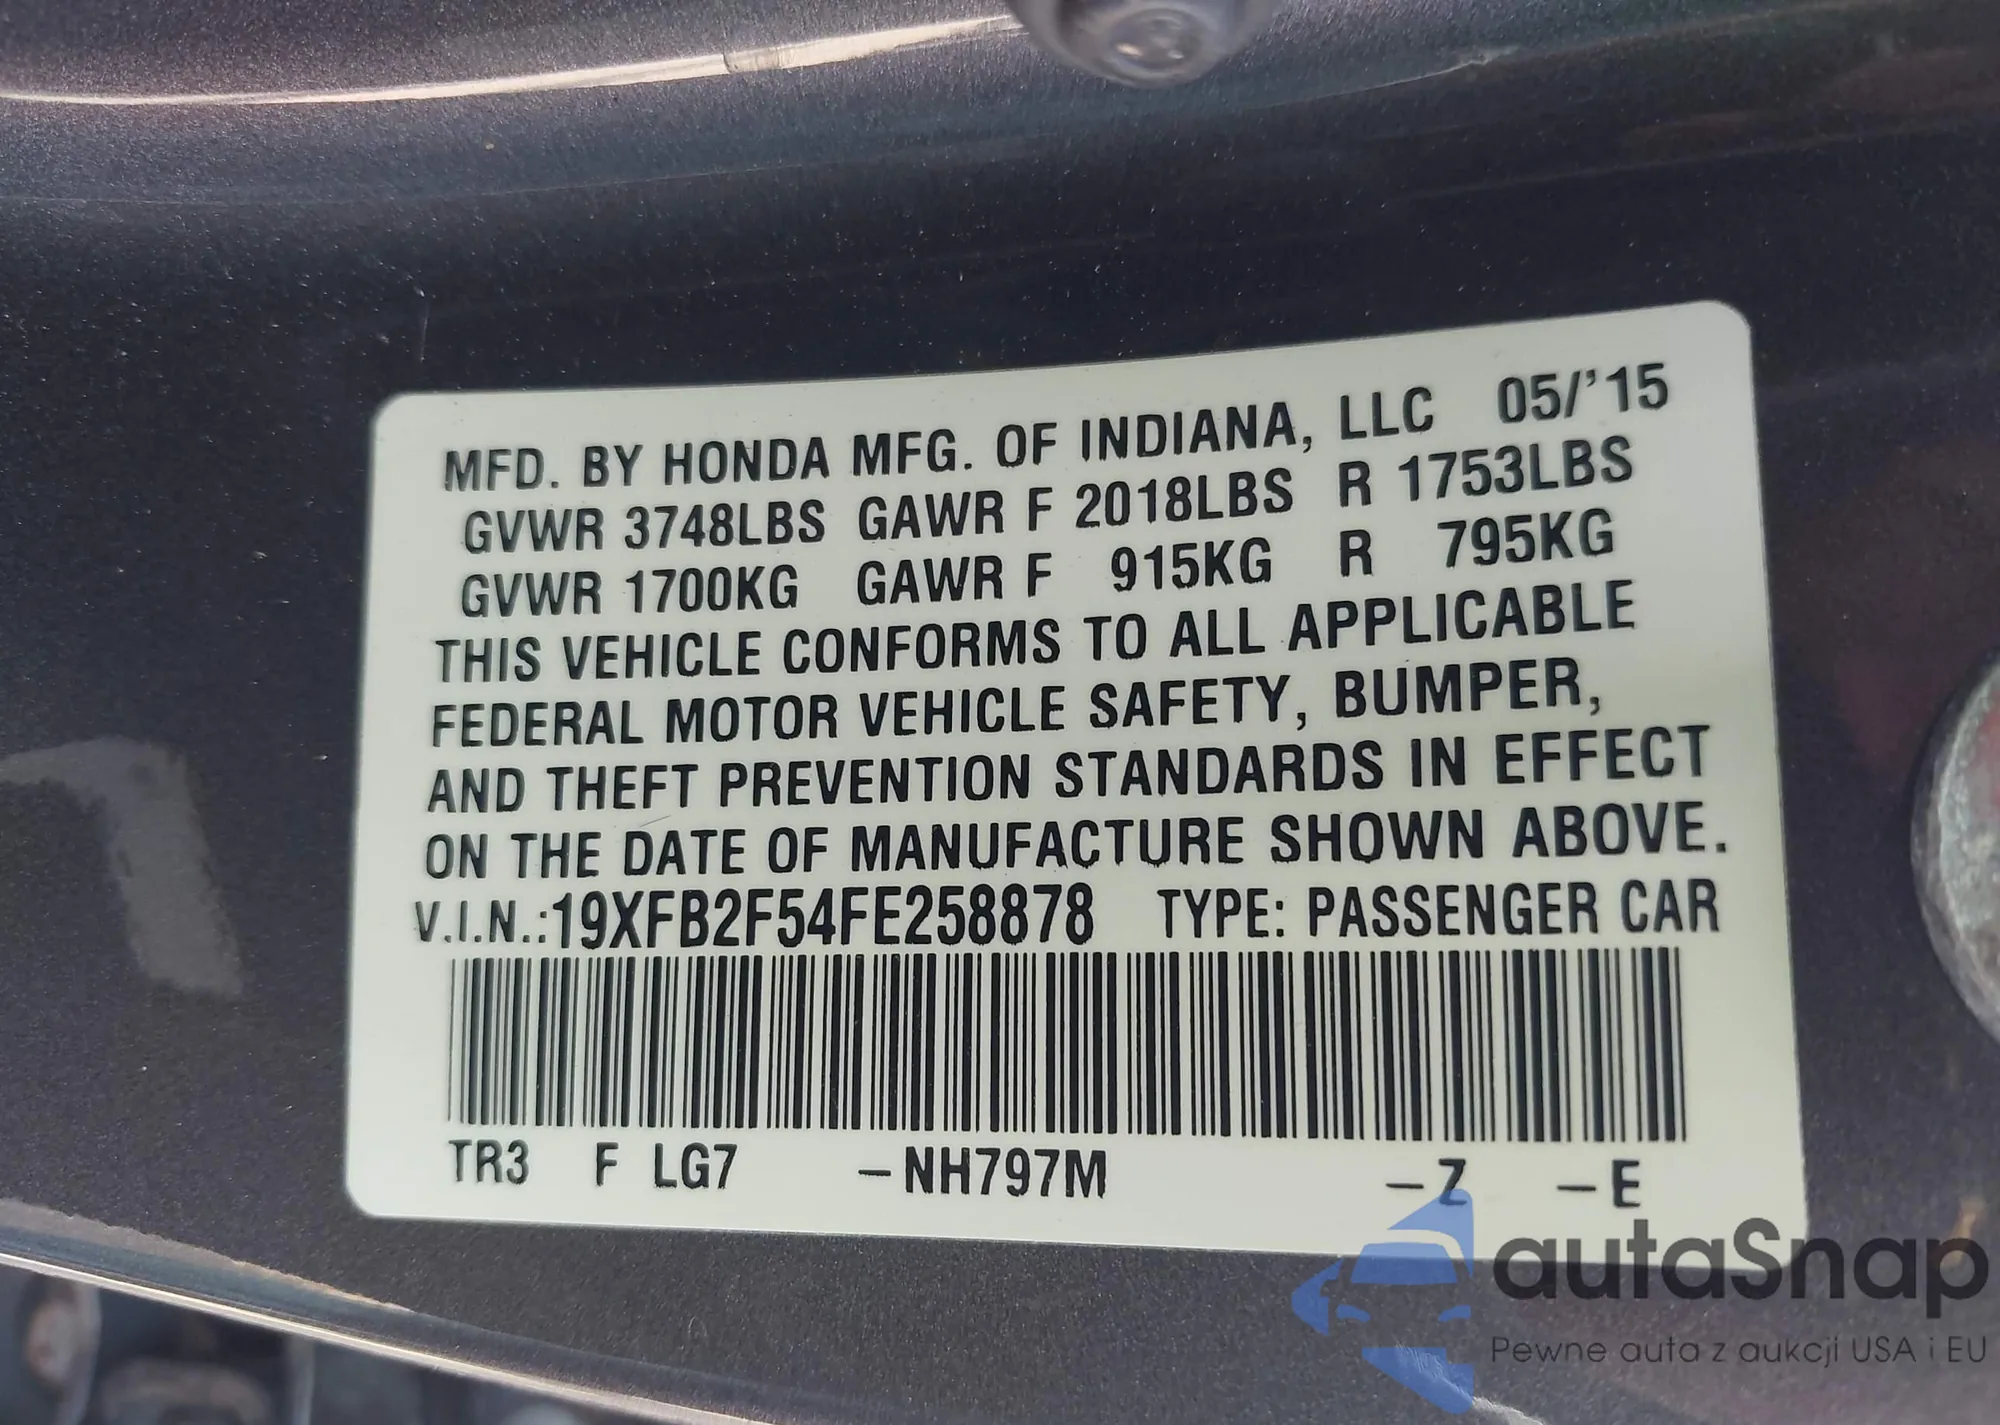 MFD. BY HONDA MFG. OF INDIANA, LLC 05/'15
GVWR 3748LBS GAWR F 2018LBS R 1753LBS
GVWR 1700KG GAWR F 915KG R 795KG
THIS VEHICLE CONFORMS TO ALL APPLICABLE
FEDERAL MOTOR VEHICLE SAFETY, BUMPER,
AND THEFT PREVENTION STANDARDS IN EFFECT
ON THE DATE OF MANUFACTURE SHOWN ABOVE.
V.I.N.:19XFB2F54FE258878 TYPE: PASSENGER CAR
TR3 F LG7 –NH797M –Z –E
autaSnap
Pewne auta z aukcji USA i EU